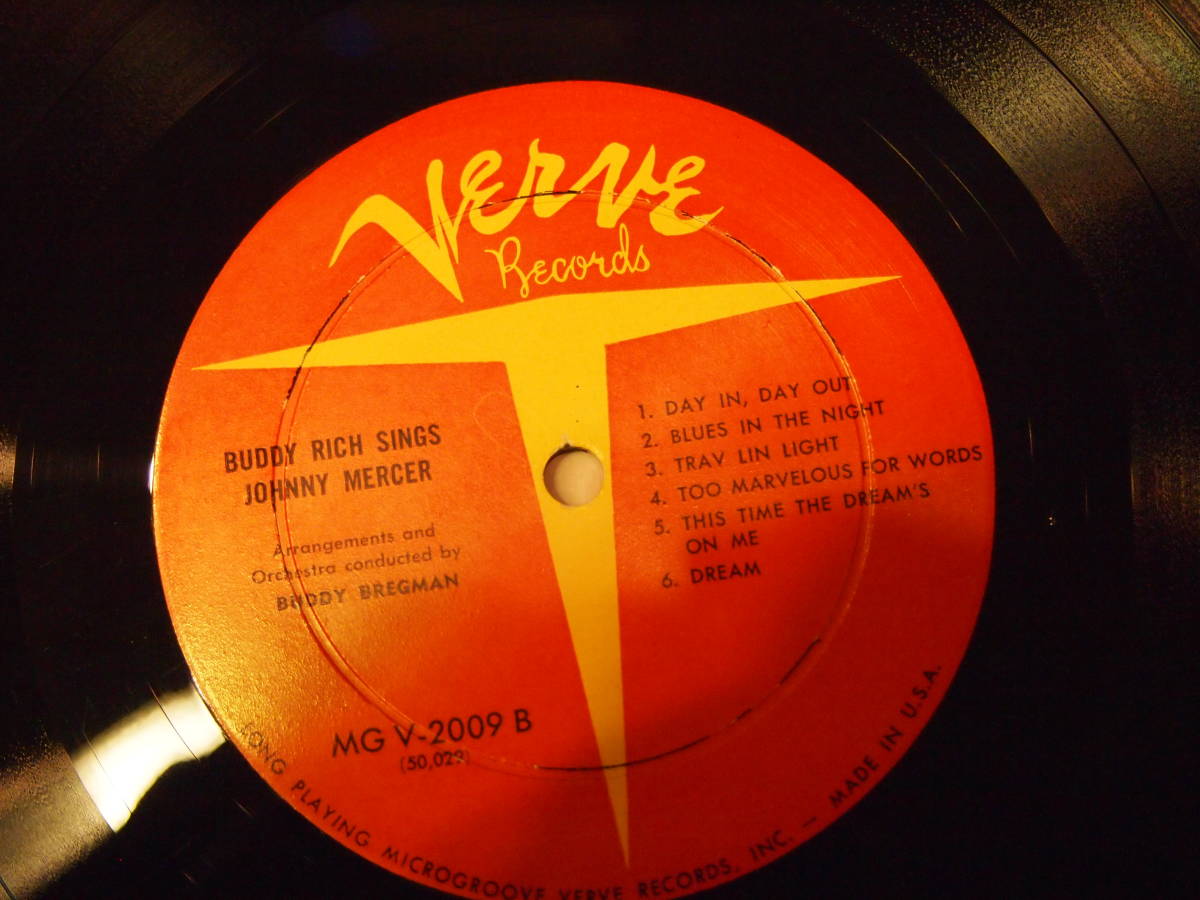 Verve
Records
BUDDY RICH SINGS
JOHNNY MERCER
Arrangements and
Orchestra conducted by
BUDDY BREGMAN
1. DAY IN, DAY OUT
2. BLUES IN THE NIGHT
3. TRAV LIN LIGHT
4. TOO MARVELOUS FOR WORDS
5. THIS TIME THE DREAM'S
ON ME
6. DREAM
MG V-2009 B
(50,029)
LONG PLAYING MICROGROOVE VERVE RECORDS, INC. — MADE IN U.S.A.